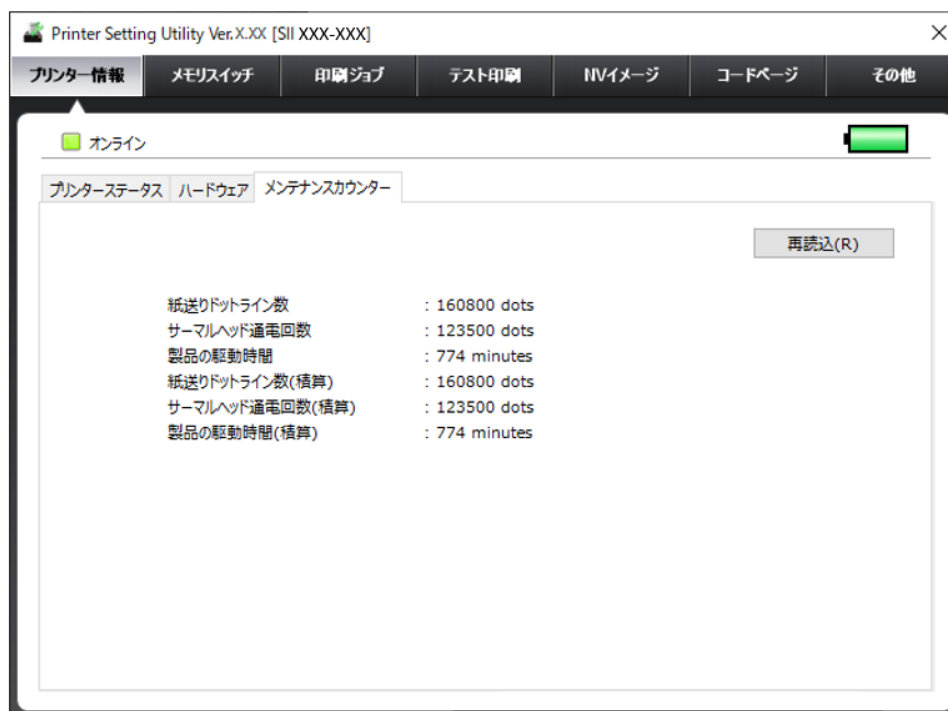 Printer Setting Utility Ver.X.XX [SII XXX-XXX]
プリンター情報 メモリスイッチ 印刷ジョブ テスト印刷 NVイメージ コードページ その他
オンライン
プリンターステータス ハードウェア メンテナンスカウンター
再読込(R)
紙送りドットライン数 : 160800 dots
サーマルヘッド通電回数 : 123500 dots
製品の駆動時間 : 774 minutes
紙送りドットライン数(積算) : 160800 dots
サーマルヘッド通電回数(積算) : 123500 dots
製品の駆動時間(積算) : 774 minutes